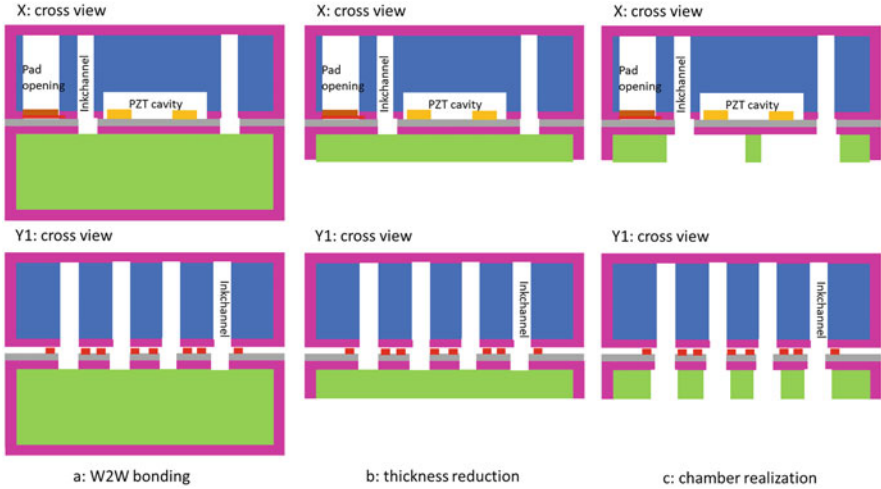 X: cross view
X: cross view
X: cross view
Pad
opening
Inkchannel
PZT cavity
Pad
opening
Inkchannel
PZT cavity
Pad
opening
Inkchannel
PZT cavity
Y1: cross view
Y1: cross view
Y1: cross view
Inkchannel
Inkchannel
Inkchannel
a: W2W bonding
b: thickness reduction
c: chamber realization